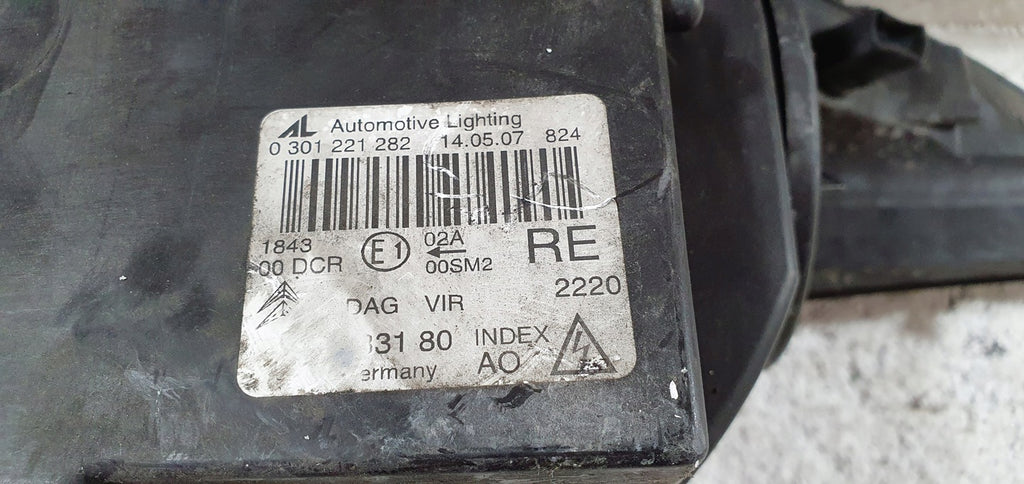 AL Automotive Lighting
0 301 221 282 14.05.07 824
1843 E1 02A RE
00 DCR 00SM2
2220
DAG VIR
331 80 INDEX
AO
ermany